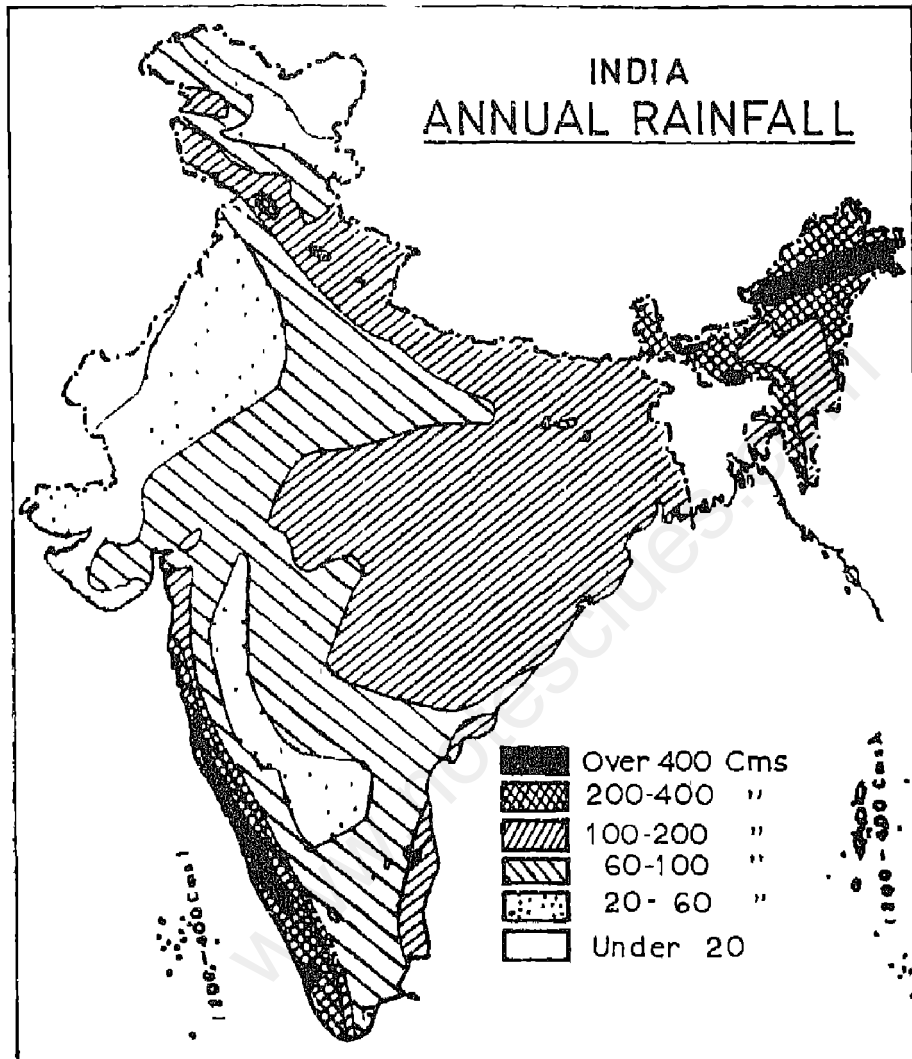 INDIA
ANNUAL RAINFALL
Over 400 Cms
200-400 "
100-200 "
60-100 "
20-60 "
Under 20